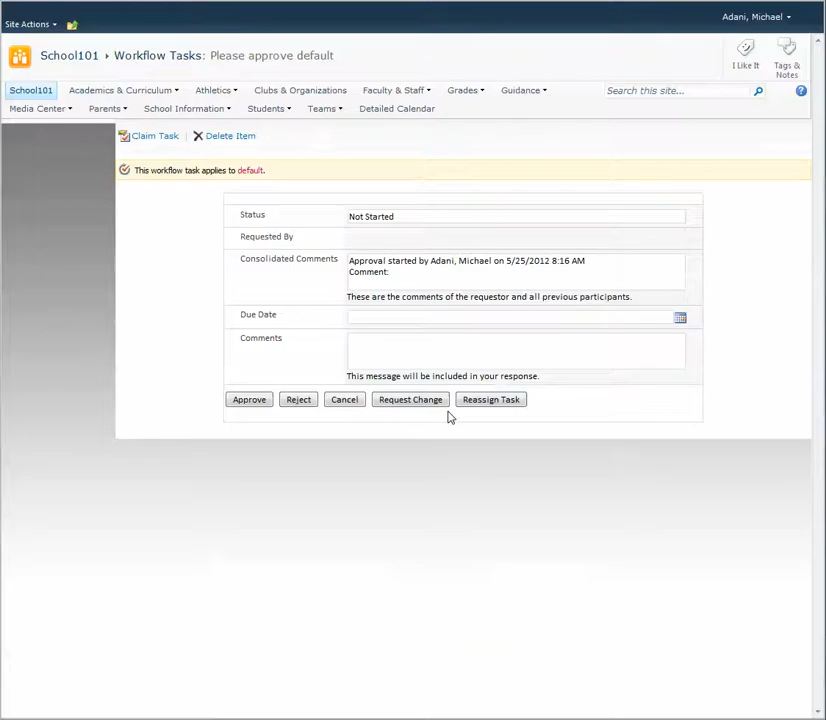 Site Actions
Adani, Michael
School101 Workflow Tasks: Please approve default
I Like It
Tags & Notes
School101 Academics & Curriculum Athletics Clubs & Organizations Faculty & Staff Grades Guidance
Search this site...
Media Center Parents School Information Students Teams Detailed Calendar
Claim Task Delete Item
This workflow task applies to default.
Status Not Started
Requested By
Consolidated Comments Approval started by Adani, Michael on 5/25/2012 8:16 AM
Comment:
These are the comments of the requestor and all previous participants.
Due Date
Comments
This message will be included in your response.
Approve Reject Cancel Request Change Reassign Task